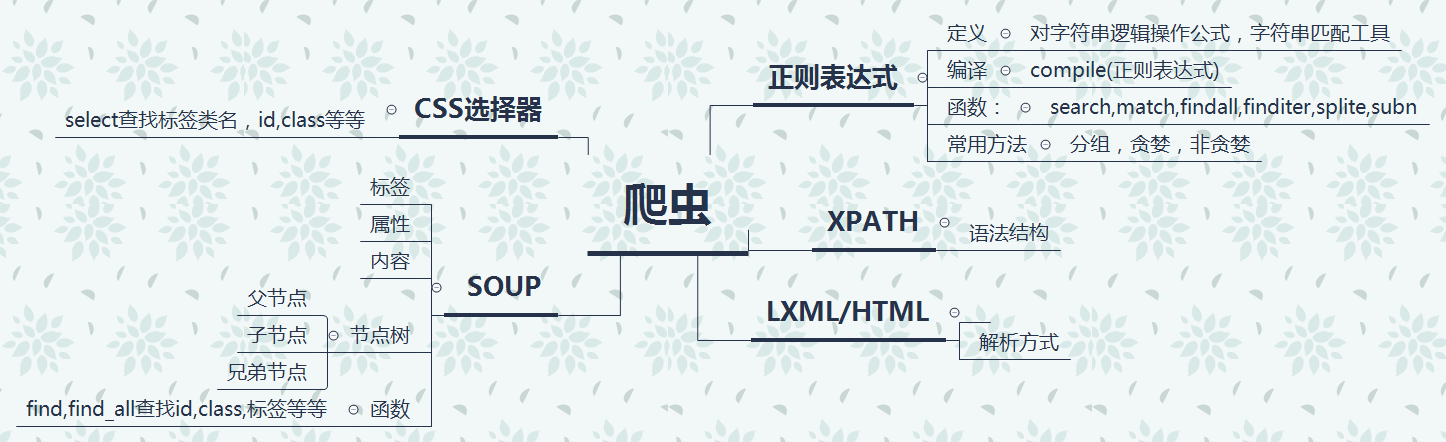 爬虫
正则表达式
定义
对字符串逻辑操作公式，字符串匹配工具
编译
compile(正则表达式)
函数：
search,match,findall,finditer,splite,subn
常用方法
分组，贪婪，非贪婪
XPATH
语法结构
LXML/HTML
解析方式
CSS选择器
select查找标签类名，id,class等等
SOUP
标签
属性
内容
节点树
父节点
子节点
兄弟节点
函数
find,find_all查找id,class,标签等等